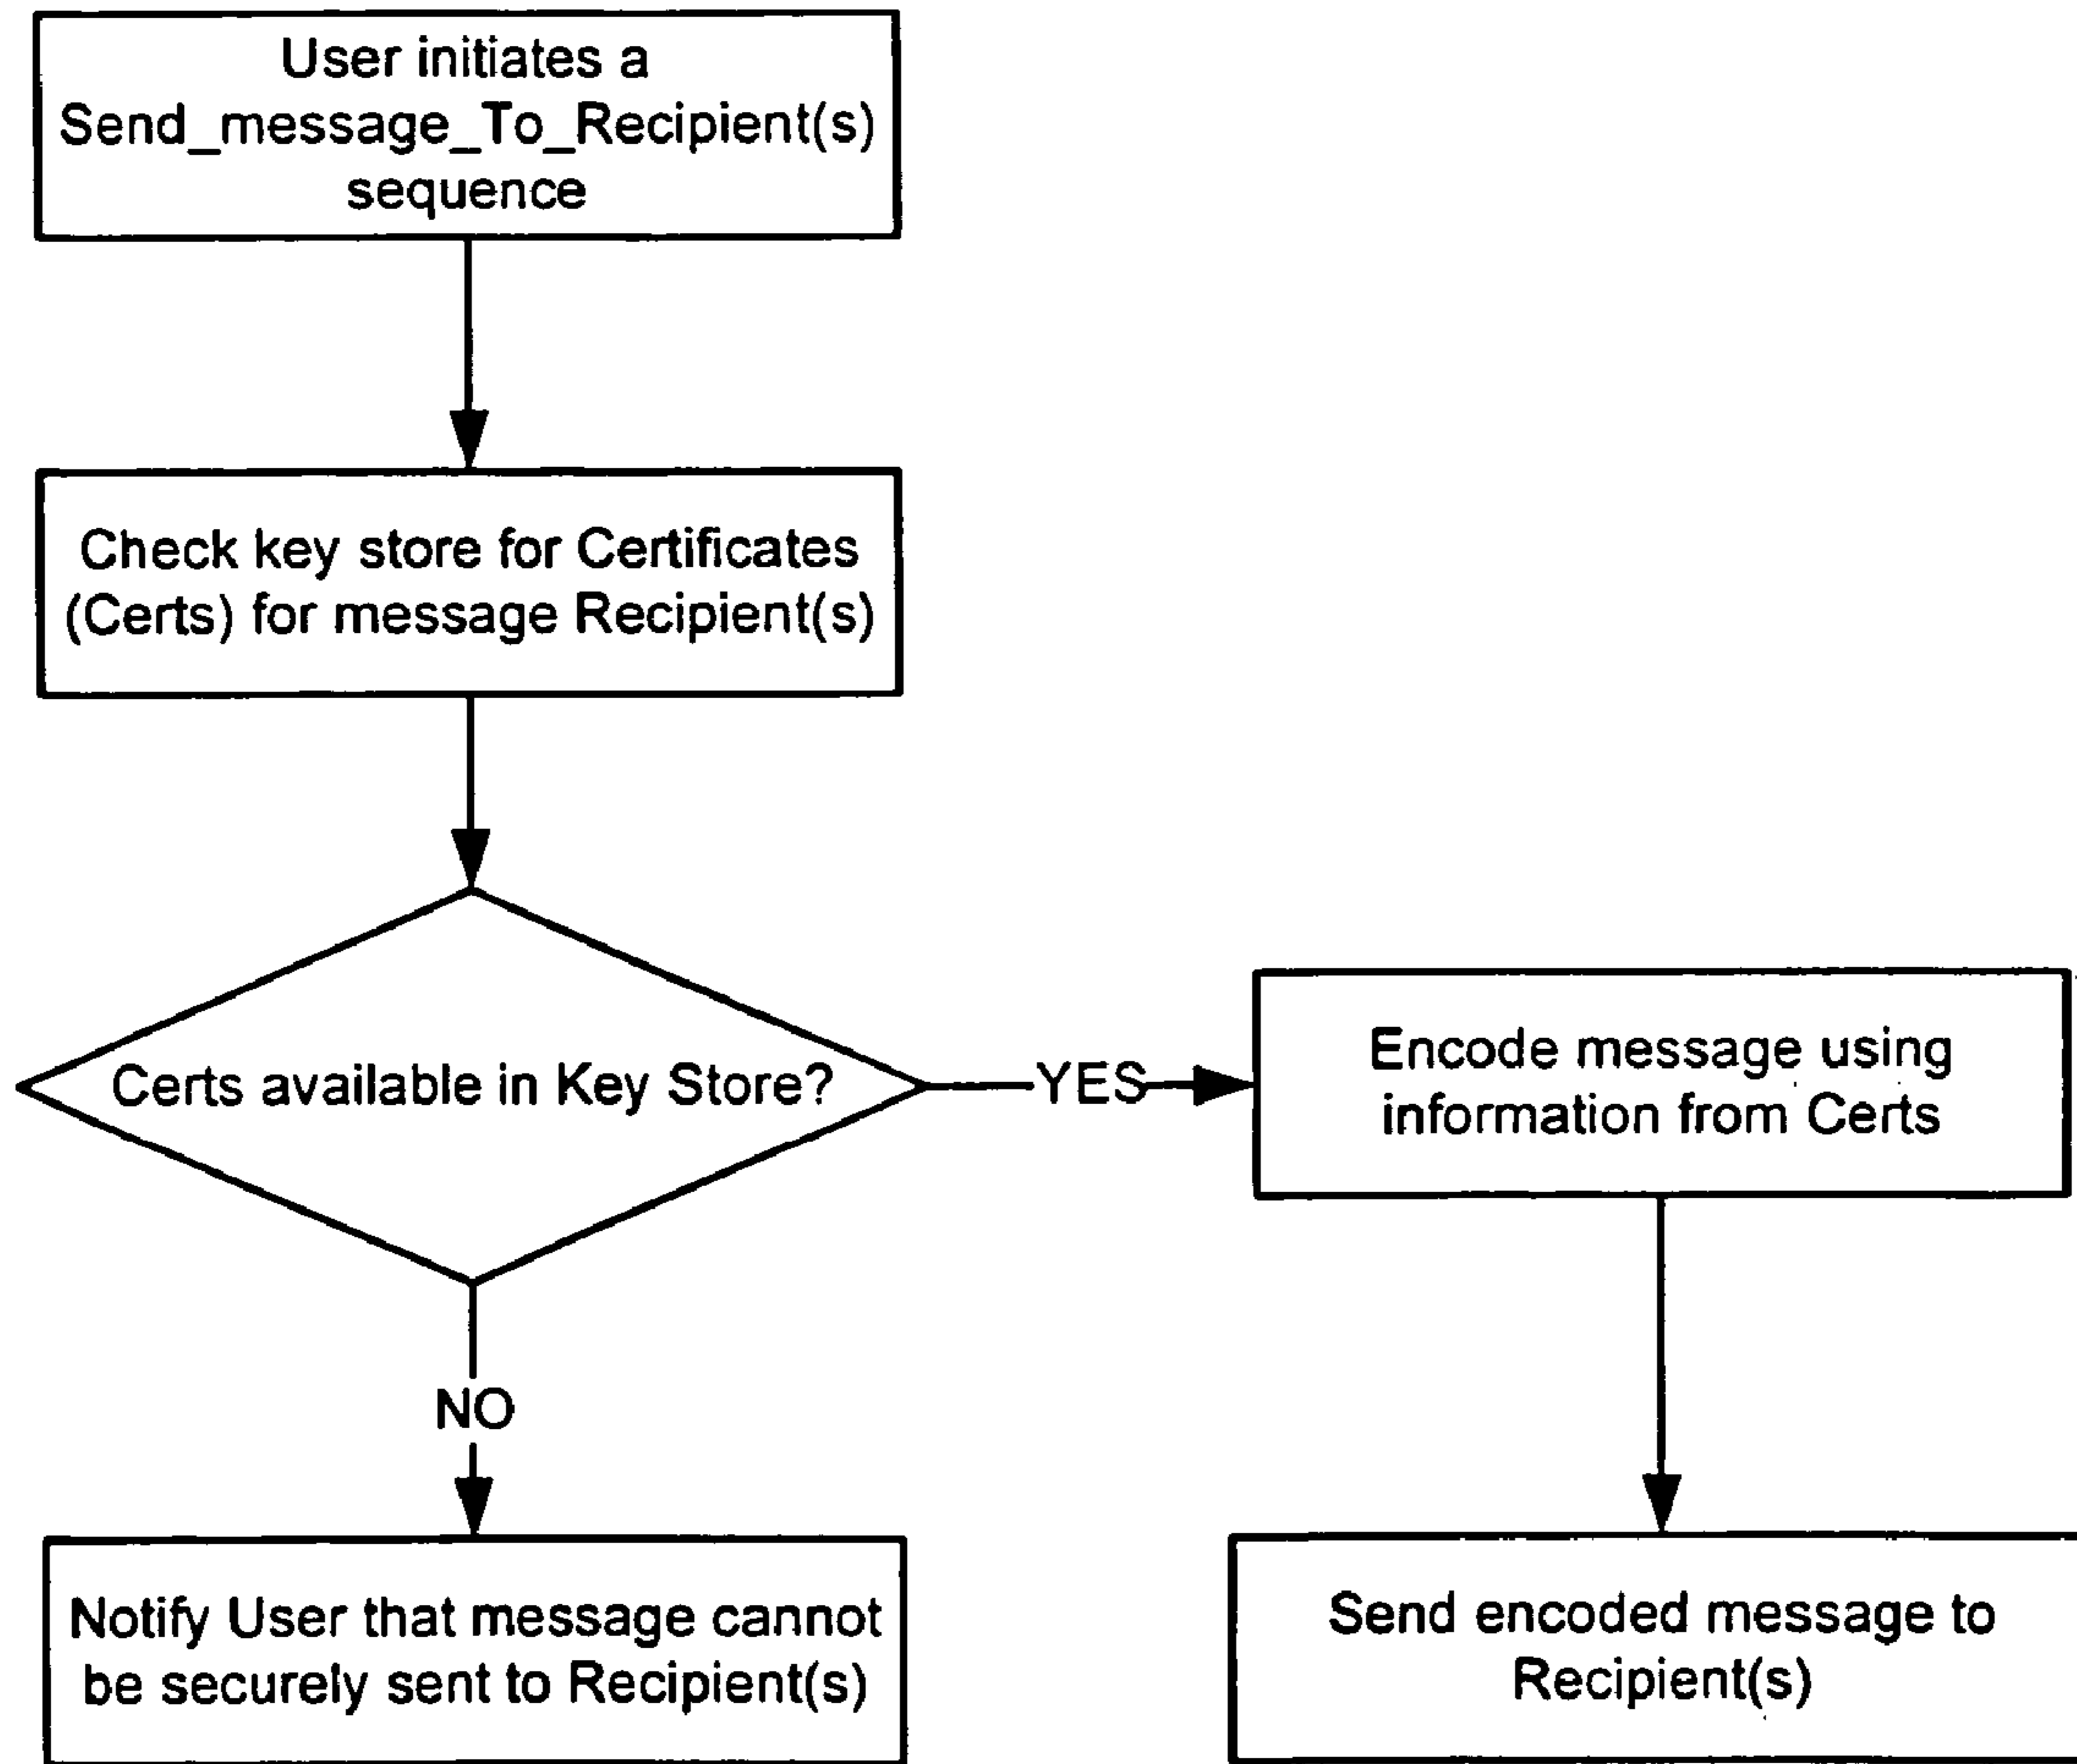 User initiates a
Send_message_To_Recipient(s)
sequence
Check key store for Certificates
(Certs) for message Recipient(s)
Certs available in Key Store?
YES
Encode message using
information from Certs
NO
Notify User that message cannot
be securely sent to Recipient(s)
Send encoded message to
Recipient(s)